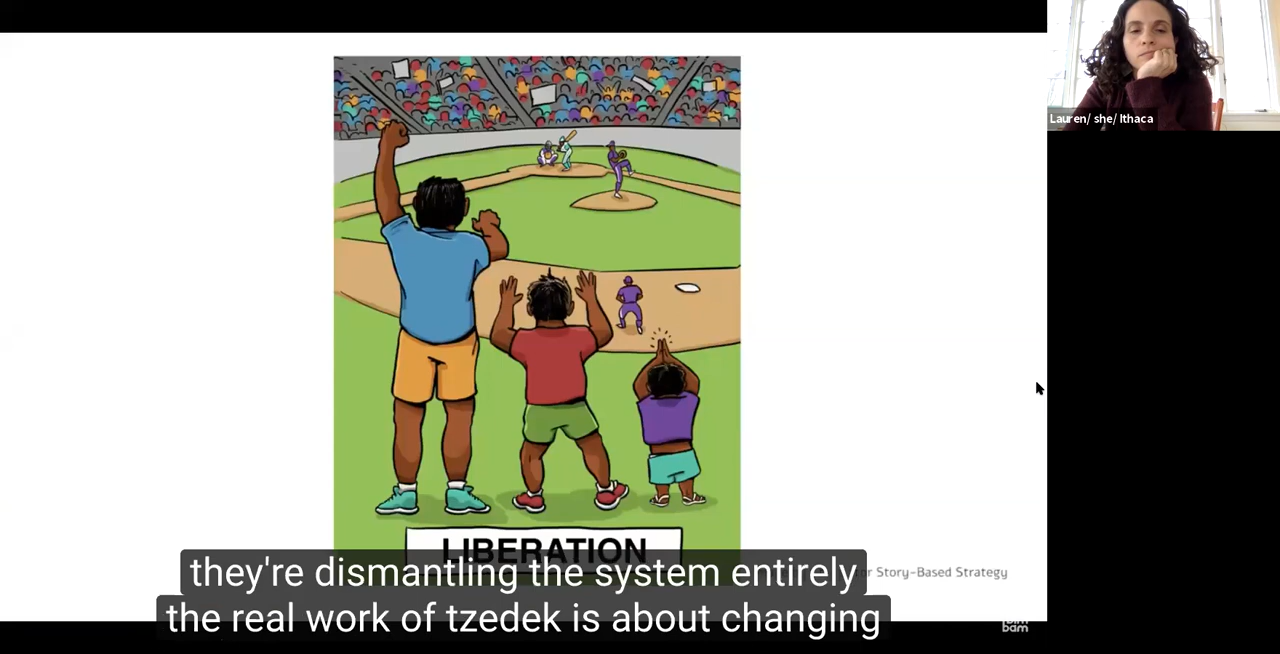 Lauren/ she/ Ithaca
LIBERATION
Story-Based Strategy
they're dismantling the system entirely
the real work of tzedek is about changing
bam